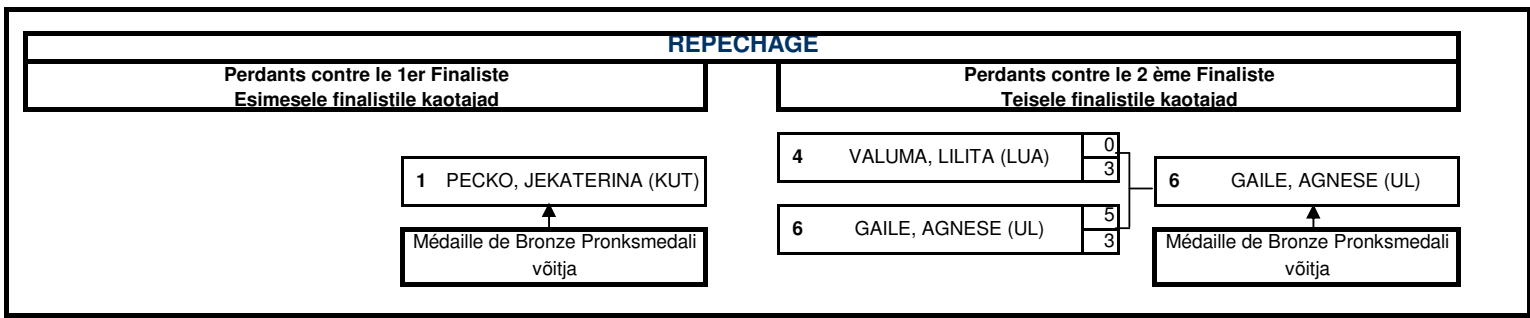 REPECHAGE
Perdants contre le 1er Finaliste
Esimesele finalistile kaotajad
Perdants contre le 2 ème Finaliste
Teisele finalistile kaotajad
1 PECKO, JEKATERINA (KUT)
Médaille de Bronze Pronksmedali
võitja
4 VALUMA, LILITA (LUA) 0
3
6 GAILE, AGNESE (UL) 5
3
6 GAILE, AGNESE (UL)
Médaille de Bronze Pronksmedali
võitja